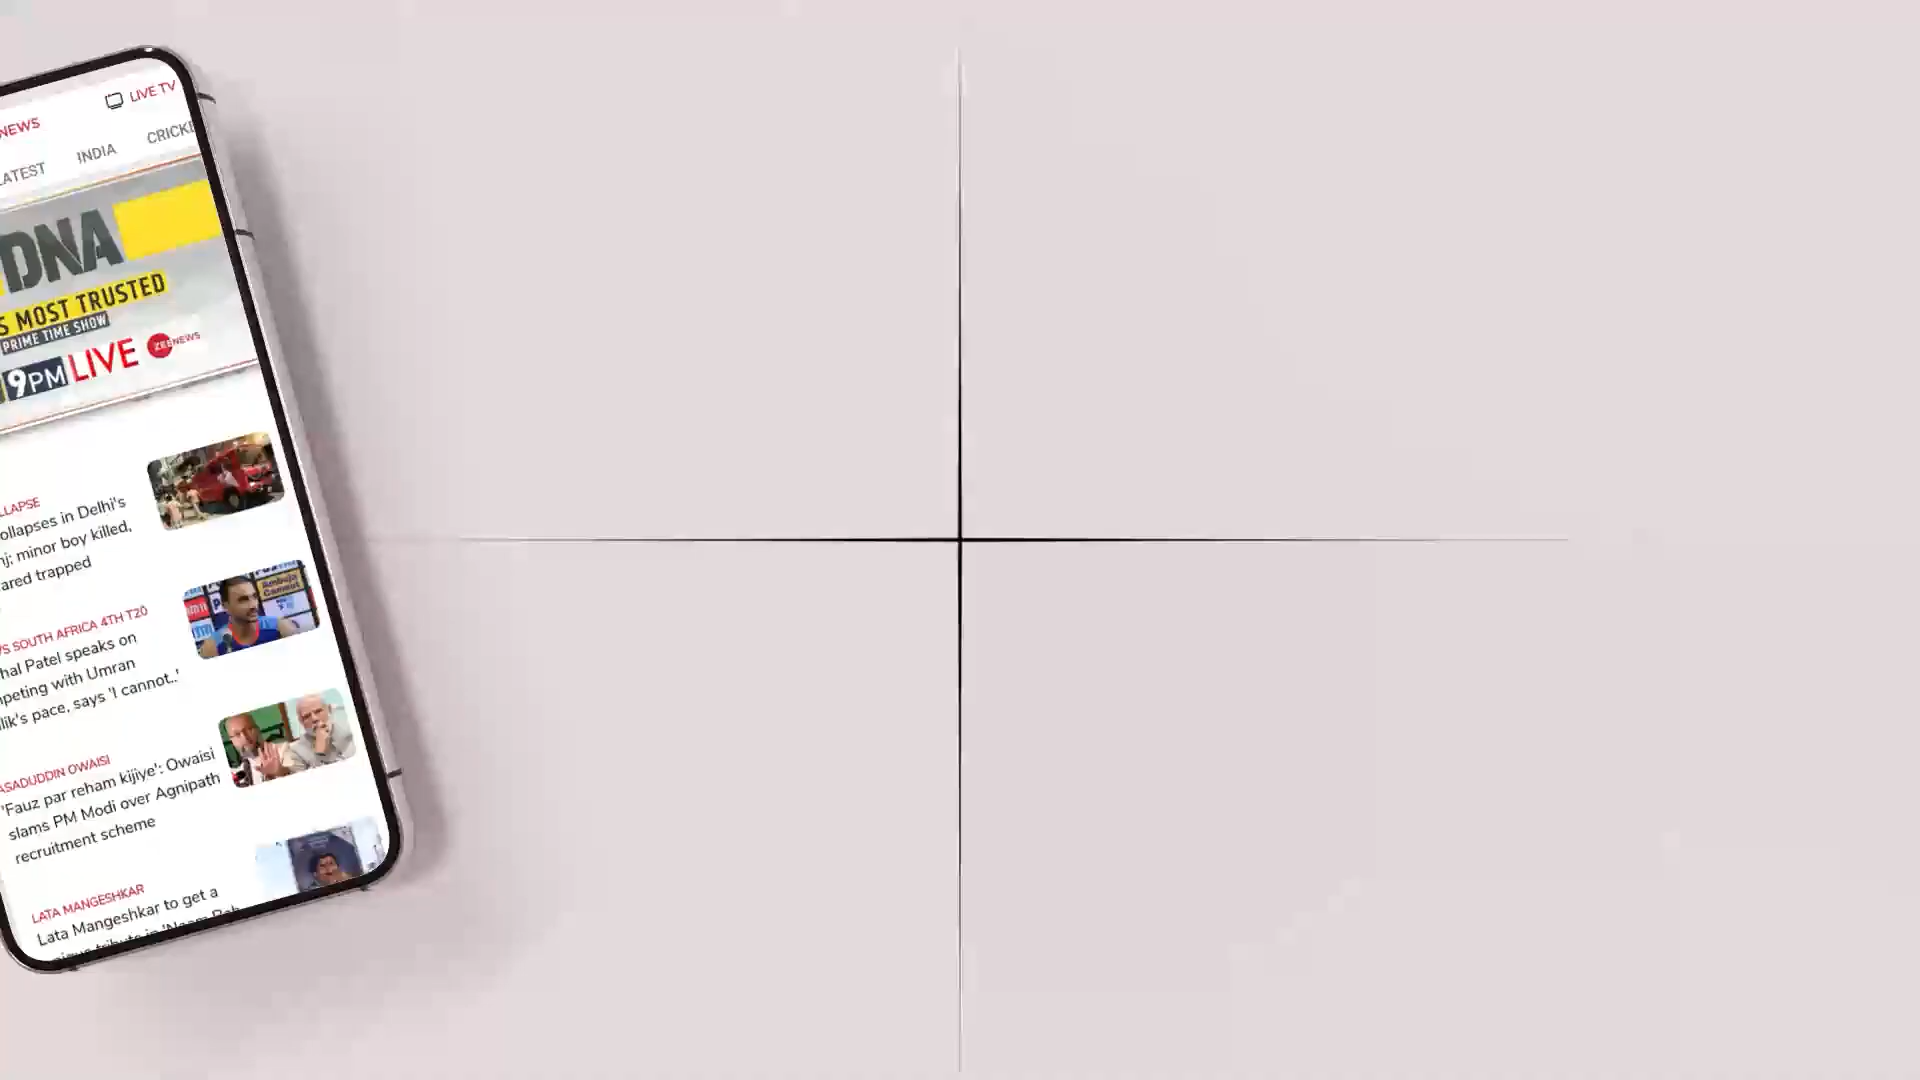 LIVE TV
NEWS
LATEST INDIA CRICKE
DNA
S MOST TRUSTED
PRIME TIME SHOW
9PM LIVE ZEE NEWS
LLAPSE
ollapses in Delhi's
nj; minor boy killed,
ared trapped
VS SOUTH AFRICA 4TH T20
hal Patel speaks on
peting with Umran
lik's pace, says 'I cannot..'
ASADUDDIN OWAISI
'Fauz par reham kijiye': Owaisi
slams PM Modi over Agnipath
recruitment scheme
LATA MANGESHKAR
Lata Mangeshkar to get a
Ambuja
Cement